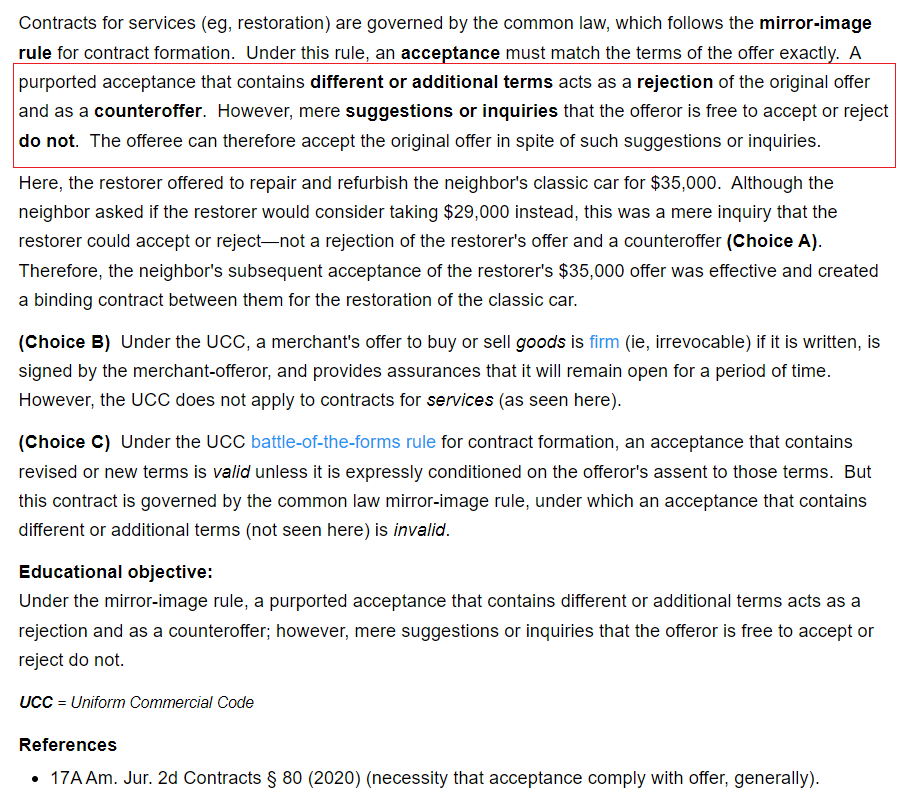 Contracts for services (eg, restoration) are governed by the common law, which follows the mirror-image
rule for contract formation.  Under this rule, an acceptance must match the terms of the offer exactly.  A
purported acceptance that contains different or additional terms acts as a rejection of the original offer
and as a counteroffer.  However, mere suggestions or inquiries that the offeror is free to accept or reject
do not.  The offeree can therefore accept the original offer in spite of such suggestions or inquiries.
Here, the restorer offered to repair and refurbish the neighbor's classic car for $35,000.  Although the
neighbor asked if the restorer would consider taking $29,000 instead, this was a mere inquiry that the
restorer could accept or reject—not a rejection of the restorer's offer and a counteroffer (Choice A).
Therefore, the neighbor's subsequent acceptance of the restorer's $35,000 offer was effective and created
a binding contract between them for the restoration of the classic car.
(Choice B)  Under the UCC, a merchant's offer to buy or sell goods is firm (ie, irrevocable) if it is written, is
signed by the merchant-offeror, and provides assurances that it will remain open for a period of time.
However, the UCC does not apply to contracts for services (as seen here).
(Choice C)  Under the UCC battle-of-the-forms rule for contract formation, an acceptance that contains
revised or new terms is valid unless it is expressly conditioned on the offeror's assent to those terms.  But
this contract is governed by the common law mirror-image rule, under which an acceptance that contains
different or additional terms (not seen here) is invalid.
Educational objective:
Under the mirror-image rule, a purported acceptance that contains different or additional terms acts as a
rejection and as a counteroffer; however, mere suggestions or inquiries that the offeror is free to accept or
reject do not.
UCC = Uniform Commercial Code
References
• 17A Am. Jur. 2d Contracts § 80 (2020) (necessity that acceptance comply with offer, generally).